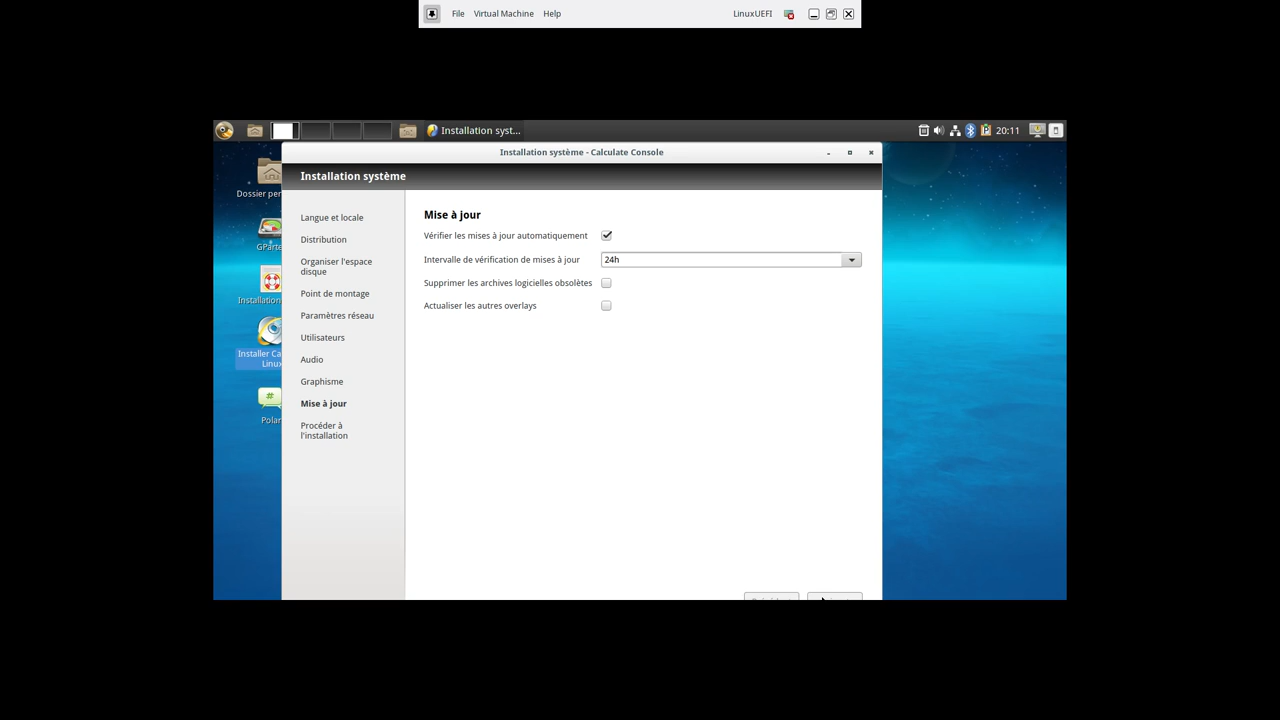 File Virtual Machine Help LinuxUEFI
Installation syst... 20:11
Installation système - Calculate Console
Installation système
Dossier per
GParte
Installation
Installer Ca
Linux
#
Polar
Langue et locale
Distribution
Organiser l'espace
disque
Point de montage
Paramètres réseau
Utilisateurs
Audio
Graphisme
Mise à jour
Procéder à
l'installation
Mise à jour
Vérifier les mises à jour automatiquement
Intervalle de vérification de mises à jour 24h
Supprimer les archives logicielles obsolètes
Actualiser les autres overlays